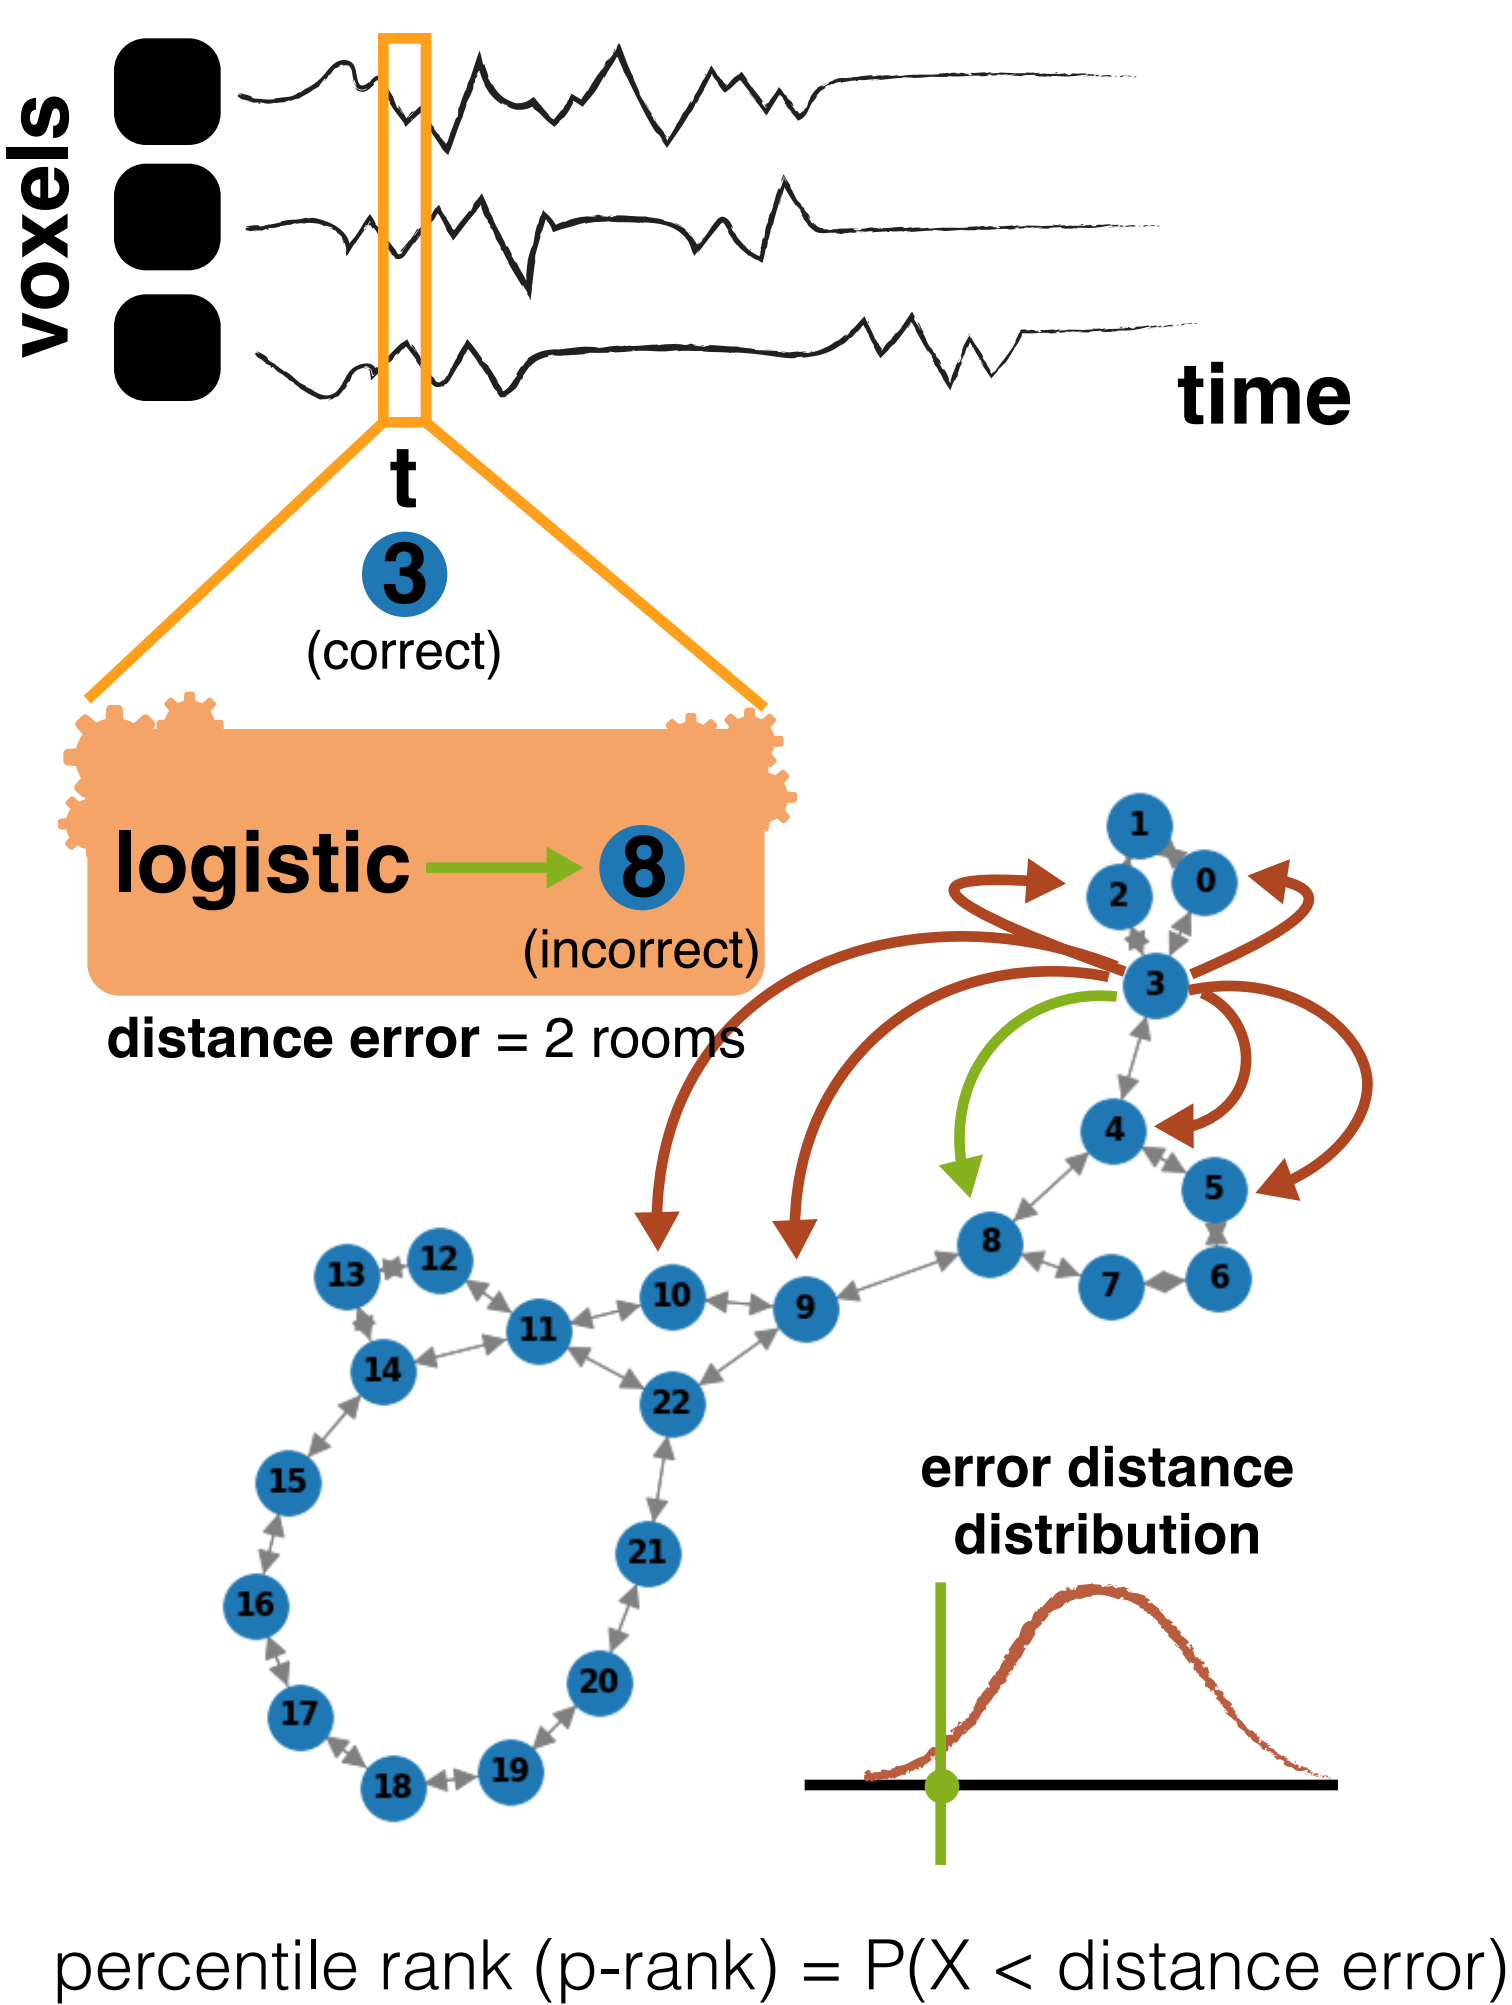 voxels
time
t
3
(correct)
logistic
8
(incorrect)
distance error = 2 rooms
1
0
2
3
4
5
8
6
7
12
13
10
9
11
14
22
15
21
16
20
17
19
18
error distance
distribution
percentile rank (p-rank) = P(X < distance error)